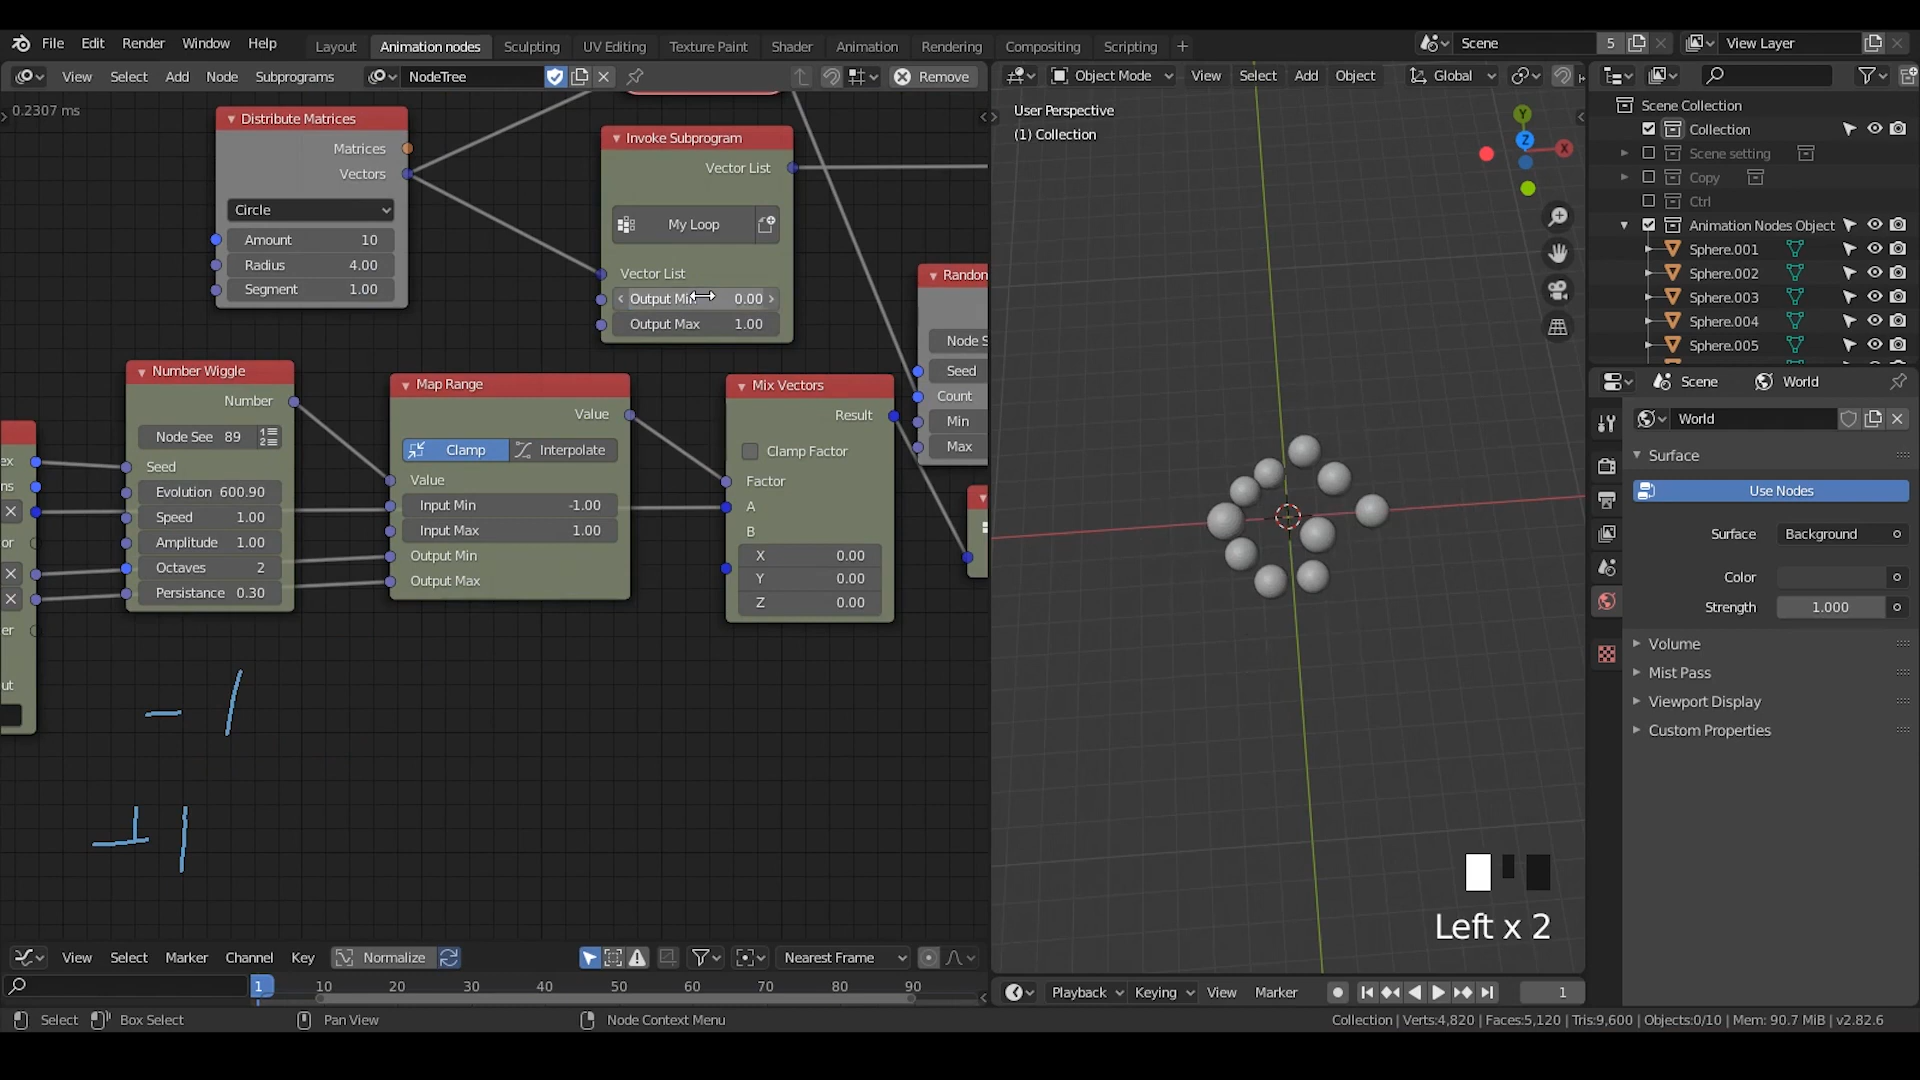 File Edit Render Window Help Layout Animation nodes Sculpting UV Editing Texture Paint Shader Animation Rendering Compositing Scripting + Scene 5 View Layer
View Select Add Node Subprograms NodeTree Remove Object Mode View Select Add Object Global
0.2307 ms
Distribute Matrices
Matrices
Vectors
Circle
Amount 10
Radius 4.00
Segment 1.00
Invoke Subprogram
Vector List
My Loop
Vector List
Output Min 0.00
Output Max 1.00
Random
Node S
Seed
Count
Min
Max
Number Wiggle
Number
Node See 89
Seed
Evolution 600.90
Speed 1.00
Amplitude 1.00
Octaves 2
Persistance 0.30
Map Range
Value
Clamp Interpolate
Value
Input Min -1.00
Input Max 1.00
Output Min
Output Max
Mix Vectors
Result
Clamp Factor
Factor
A
B
X 0.00
Y 0.00
Z 0.00
User Perspective
(1) Collection
Y
Z
X
Left x 2
Scene Collection
Collection
Scene setting
Copy
Ctrl
Animation Nodes Object
Sphere.001
Sphere.002
Sphere.003
Sphere.004
Sphere.005
Scene World
World
Surface
Use Nodes
Surface Background
Color
Strength 1.000
Volume
Mist Pass
Viewport Display
Custom Properties
View Select Marker Channel Key Normalize Nearest Frame
1 10 20 30 40 50 60 70 80 90
Playback Keying View Marker 1
Select Box Select Pan View Node Context Menu Collection | Verts:4,820 | Faces:5,120 | Tris:9,600 | Objects:0/10 | Mem: 90.7 MiB | v2.82.6